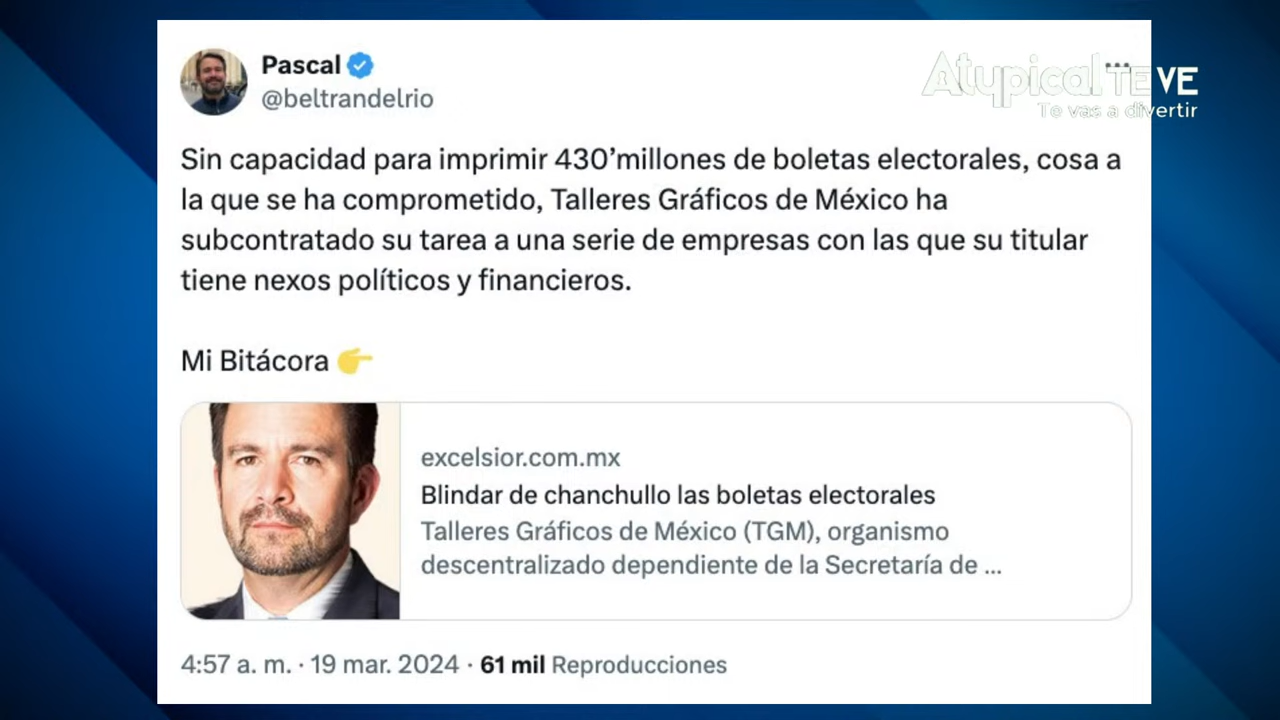 Pascal
@beltrandelrio
Atypical TE VE
Te vas a divertir
Sin capacidad para imprimir 430’millones de boletas electorales, cosa a
la que se ha comprometido, Talleres Gráficos de México ha
subcontratado su tarea a una serie de empresas con las que su titular
tiene nexos políticos y financieros.
Mi Bitácora 👉
excelsior.com.mx
Blindar de chanchullo las boletas electorales
Talleres Gráficos de México (TGM), organismo
descentralizado dependiente de la Secretaría de ...
4:57 a. m. · 19 mar. 2024 · 61 mil Reproducciones